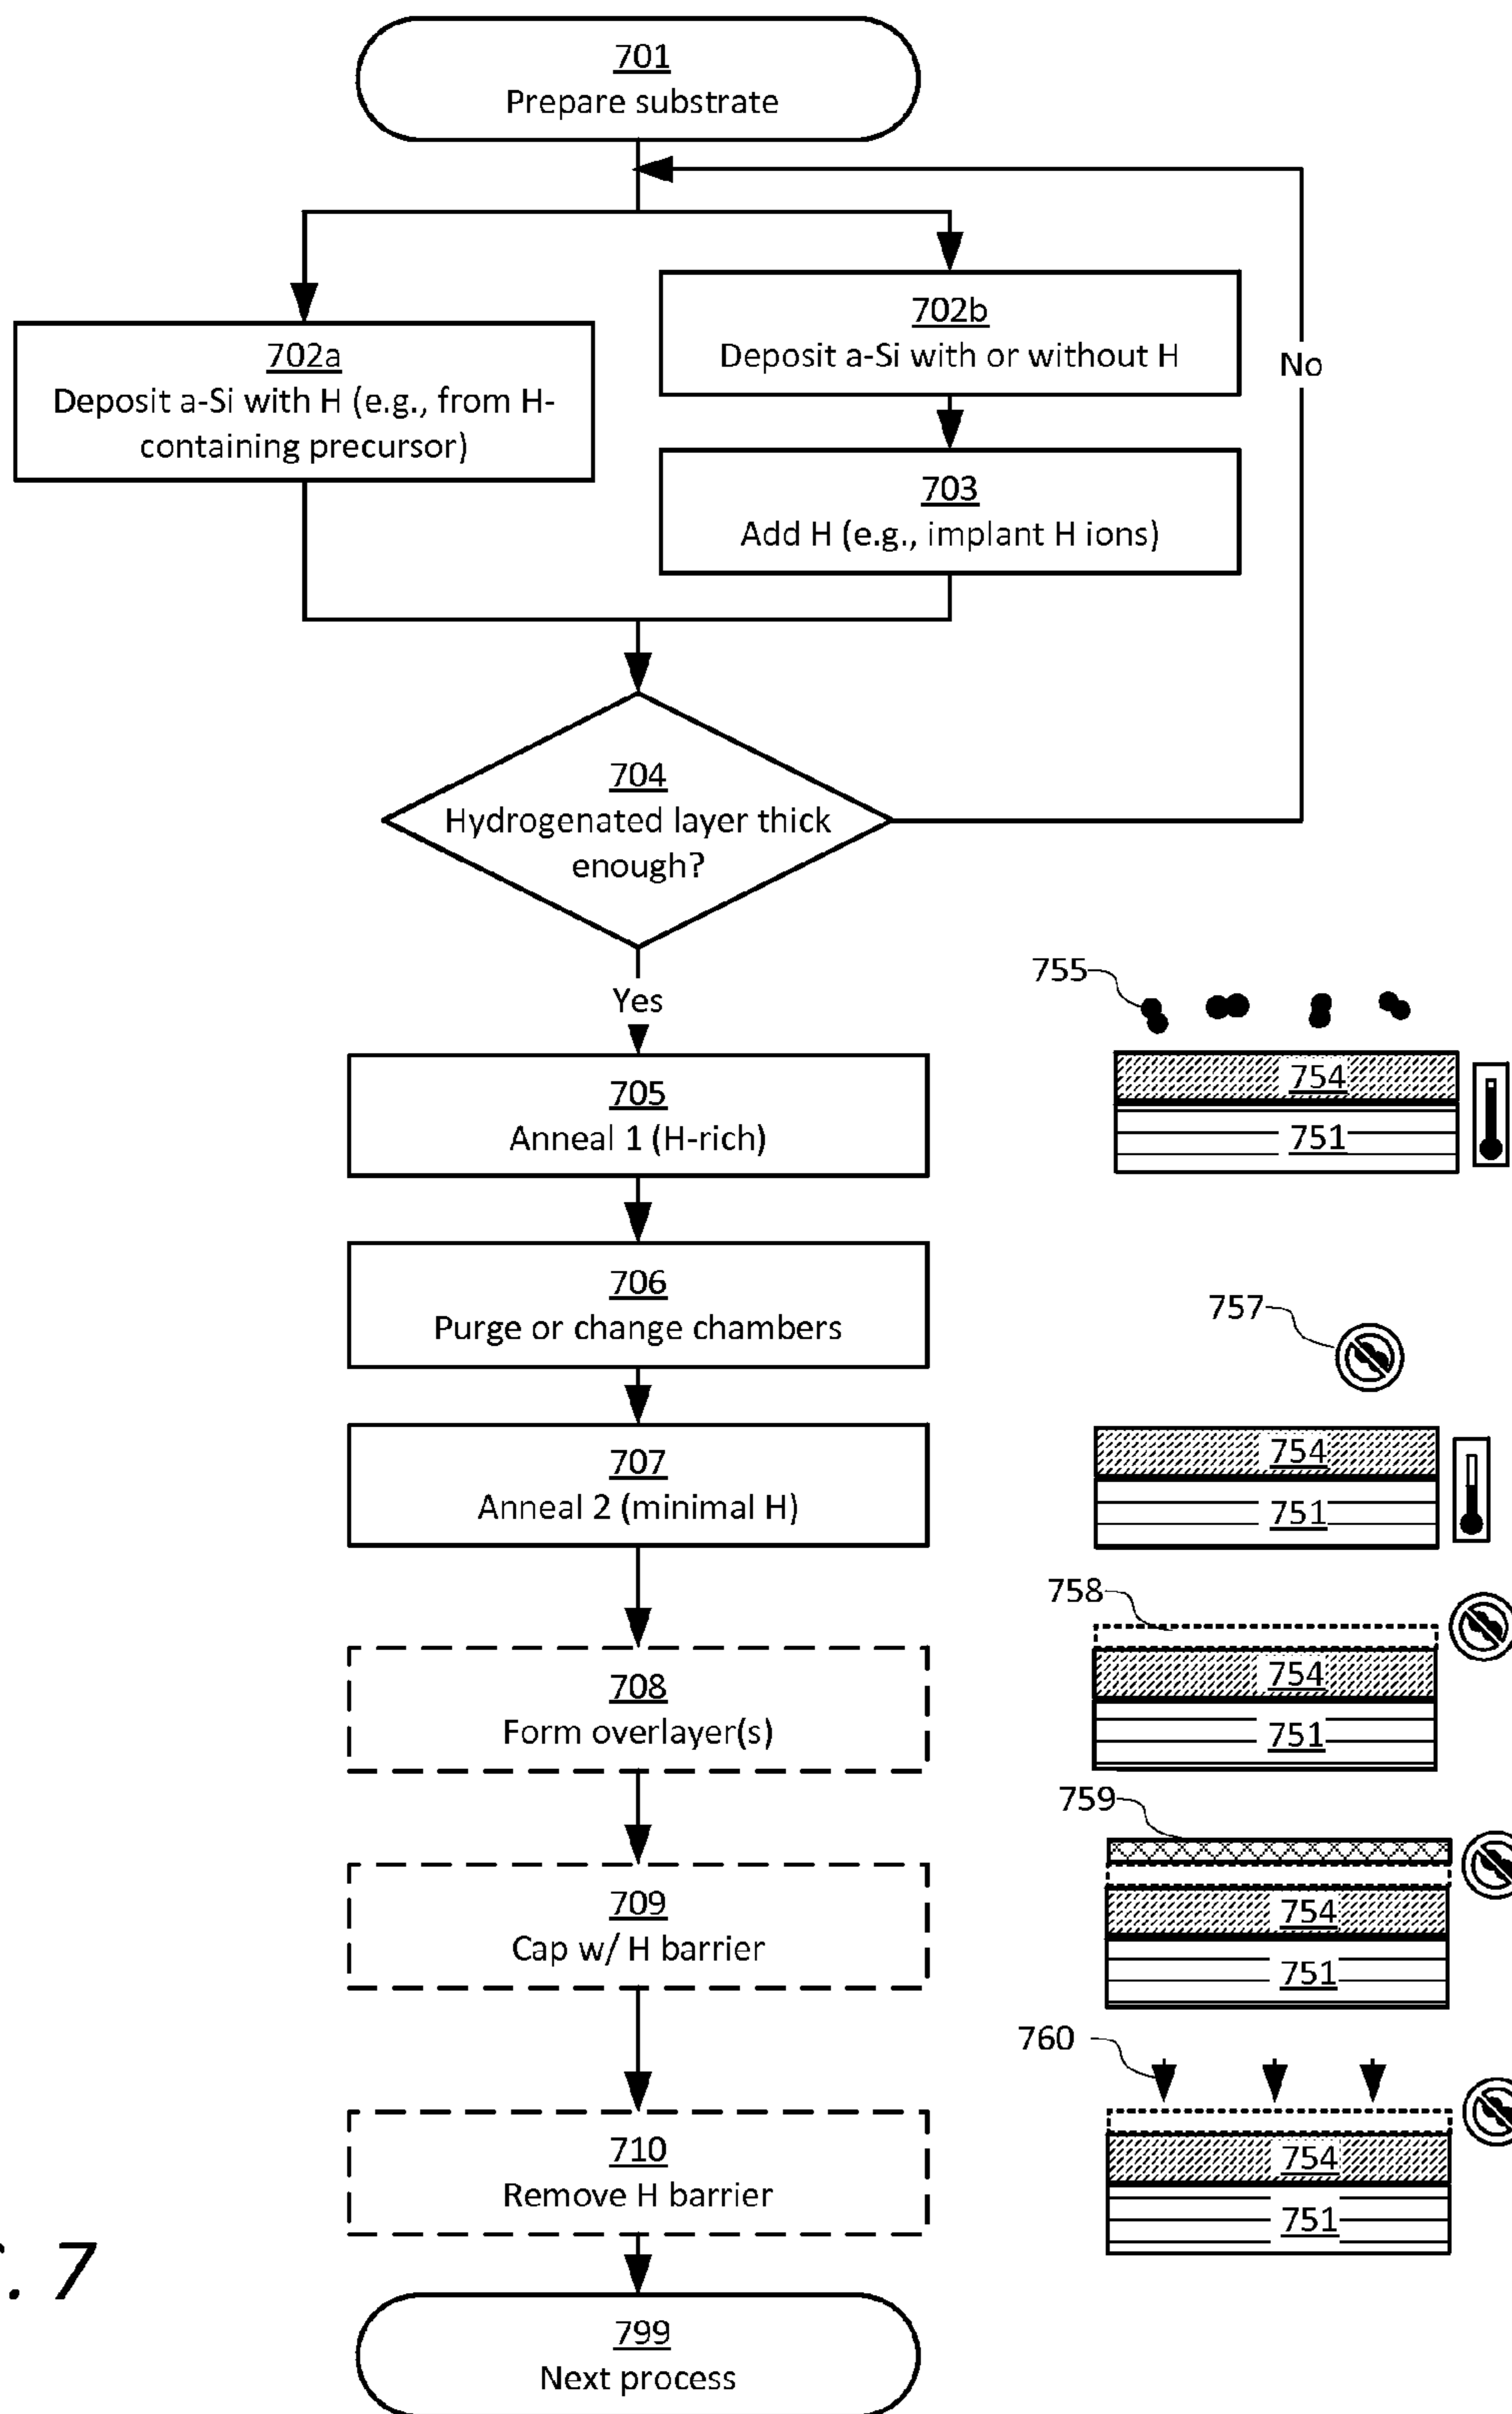 701
Prepare substrate
702a
Deposit a-Si with H (e.g., from H-
containing precursor)
702b
Deposit a-Si with or without H
No
703
Add H (e.g., implant H ions)
704
Hydrogenated layer thick
enough?
Yes
755
754
751
705
Anneal 1 (H-rich)
706
Purge or change chambers
757
707
Anneal 2 (minimal H)
754
751
758
708
Form overlayer(s)
754
751
759
709
Cap w/ H barrier
754
751
760
710
Remove H barrier
754
751
. 7
799
Next process